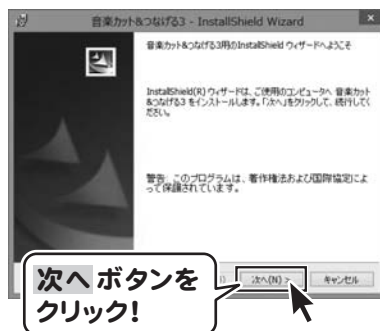 音楽カット&つなげる3 - InstallShield Wizard
音楽カット&つなげる3用のInstallShield ウィザードへようこそ
InstallShield(R) ウィザードは、ご使用のコンピュータへ 音楽カット
&つなげる3 をインストールします。「次へ」をクリックして、続行してく
ださい。
警告: このプログラムは、著作権法および国際協定によ
って保護されています。
次へ(N) >
キャンセル
次へ ボタンを
クリック!